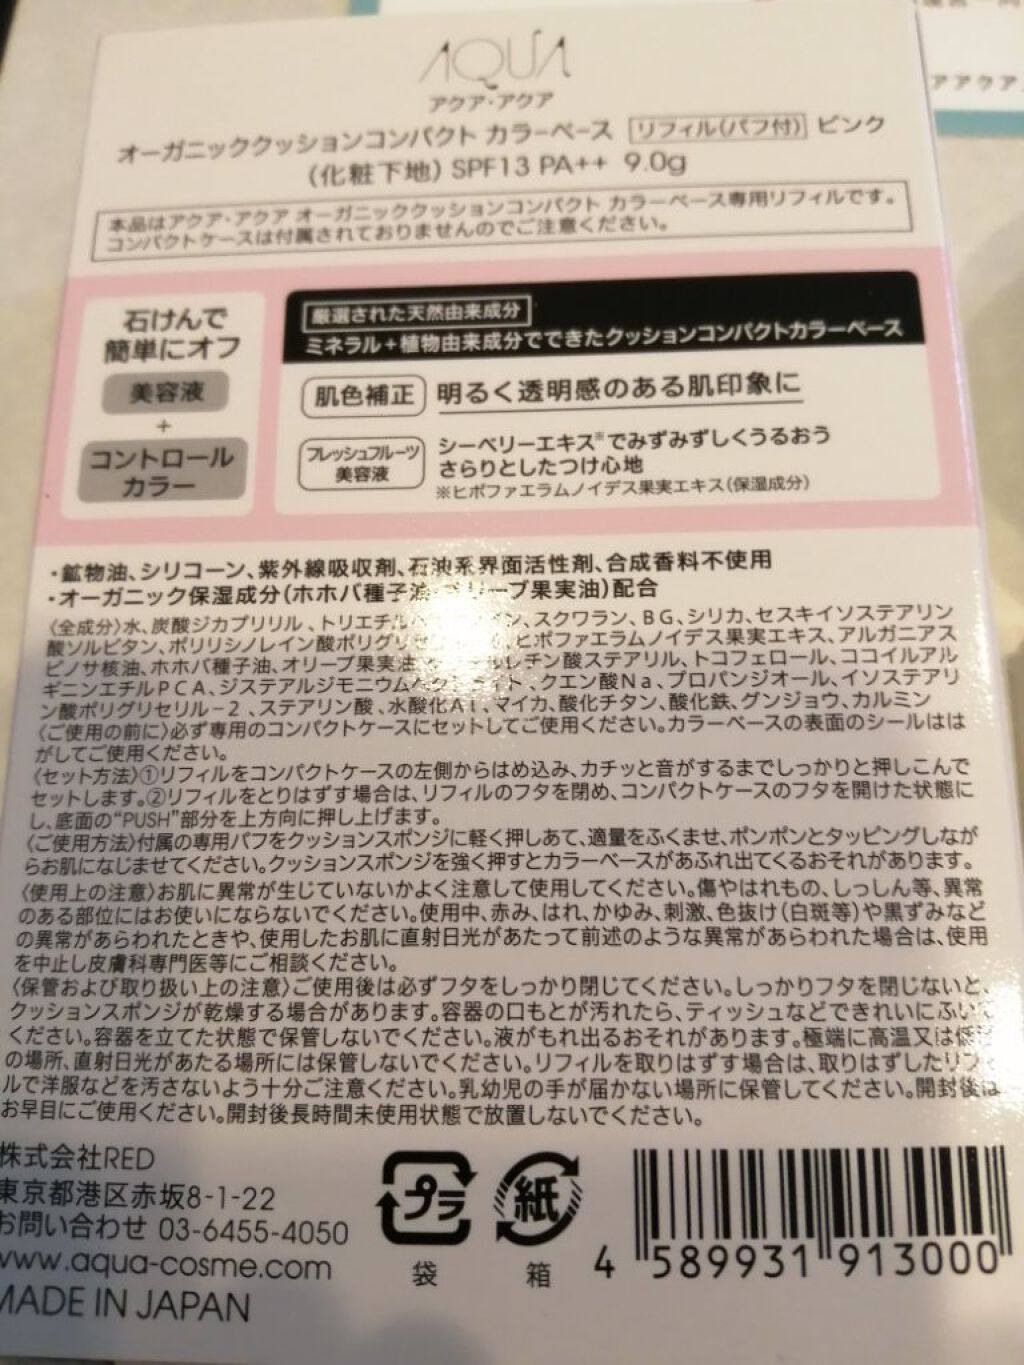 AQUA
アクア・アクア
オーガニッククッションコンパクト カラーベース リフィル(パフ付) ピンク
(化粧下地) SPF13 PA++ 9.0g
本品はアクア・アクア オーガニッククッションコンパクト カラーベース専用リフィルです。
コンパクトケースは付属されておりませんのでご注意ください。
石けんで
簡単にオフ
美容液
+
コントロール
カラー
厳選された天然由来成分
ミネラル+植物由来成分でできたクッションコンパクトカラーベース
肌色補正 明るく透明感のある肌印象に
フレッシュフルーツ
美容液
シーベリーエキス※でみずみずしくうるおう
さらりとしたつけ心地
※ヒポファエラムノイデス果実エキス(保湿成分)
・鉱物油、シリコーン、紫外線吸収剤、石油系界面活性剤、合成香料不使用
・オーガニック保湿成分(ホホバ種子油、オリーブ果実油)配合
〈全成分〉水、炭酸ジカプリリル、トリエチル イン、スクワラン、BG、シリカ、セスキイソステアリン
酸ソルビタン、ポリリシノレイン酸ポリグリ ヒポファエラムノイデス果実エキス、アルガニアス
ピノサ核油、ホホバ種子油、オリーブ果実油 レチン酸ステアリル、トコフェロール、ココイルアル
ギニンエチルPCA、ジステアルジモニウムヘクトライト、クエン酸Na、プロパンジオール、イソステアリ
ン酸ポリグリセリル-2、ステアリン酸、水酸化Al、マイカ、酸化チタン、酸化鉄、グンジョウ、カルミン
〈ご使用の前に〉必ず専用のコンパクトケースにセットしてご使用ください。カラーベースの表面のシールはは
がしてご使用ください。
〈セット方法〉①リフィルをコンパクトケースの左側からはめ込み、カチッと音がするまでしっかりと押しこんで
セットします。②リフィルをとりはずす場合は、リフィルのフタを閉め、コンパクトケースのフタを開けた状態に
し、底面の“PUSH”部分を上方向に押し上げます。
〈ご使用方法〉付属の専用パフをクッションスポンジに軽く押しあて、適量をふくませ、ポンポンとタッピングしなが
らお肌になじませてください。クッションスポンジを強く押すとカラーベースがあふれ出てくるおそれがあります。
〈使用上の注意〉お肌に異常が生じていないかよく注意して使用してください。傷やはれもの、しっしん等、異常
のある部位にはお使いにならないでください。使用中、赤み、はれ、かゆみ、刺激、色抜け(白斑等)や黒ずみなど
の異常があらわれたときや、使用したお肌に直射日光があたって前述のような異常があらわれた場合は、使用
を中止し皮膚科専門医等にご相談ください。
〈保管および取り扱い上の注意〉ご使用後は必ずフタをしっかり閉じてください。しっかりフタを閉じないと、
クッションスポンジが乾燥する場合があります。容器の口もとが汚れたら、ティッシュなどできれいにふいて
ください。容器を立てた状態で保管しないでください。液がもれ出るおそれがあります。極端に高温又は低温
の場所、直射日光があたる場所には保管しないでください。リフィルを取りはずす場合は、取りはずしたリフィ
ルで洋服などを汚さないよう十分ご注意ください。乳幼児の手が届かない場所に保管してください。開封後は
お早目にご使用ください。開封後長時間未使用状態で放置しないでください。
株式会社RED
東京都港区赤坂8-1-22
お問い合わせ 03-6455-4050
www.aqua-cosme.com
MADE IN JAPAN
プラ
袋
紙
箱
4 589931 913000